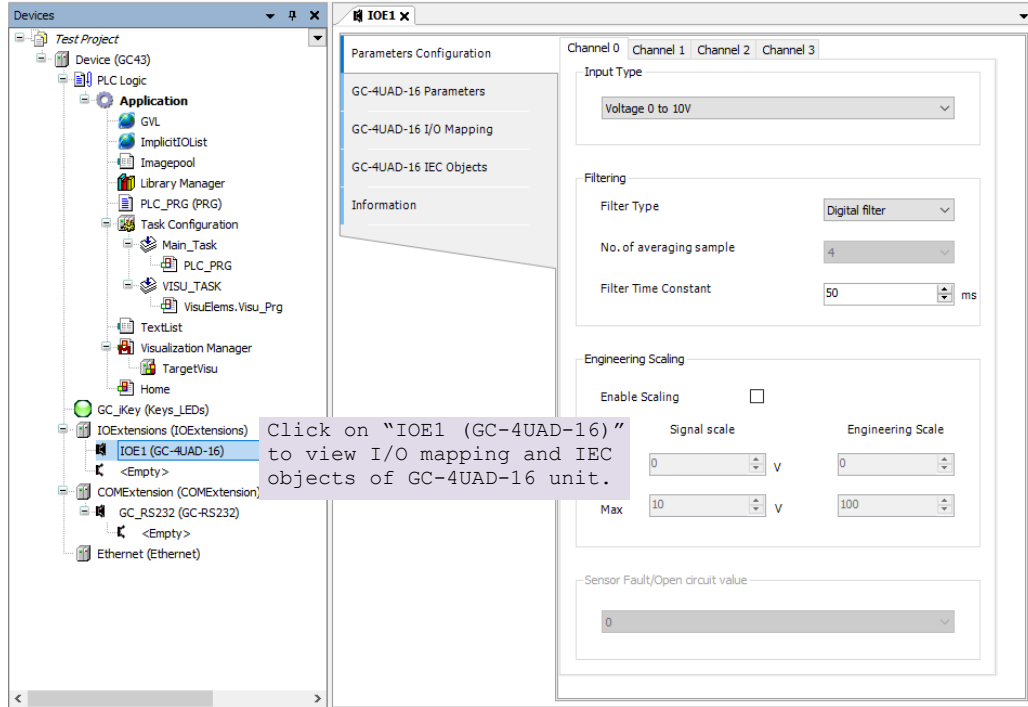 Devices
Test Project
Device (GC43)
PLC Logic
Application
GVL
ImplicitIOList
Imagepool
Library Manager
PLC_PRG (PRG)
Task Configuration
Main_Task
PLC_PRG
VISU_TASK
VisuElems.Visu_Prg
TextList
Visualization Manager
TargetVisu
Home
GC_iKey (Keys_LEDs)
IOExtensions (IOExtensions)
IOE1 (GC-4UAD-16)
<Empty>
COMExtension (COMExtension)
GC_RS232 (GC-RS232)
<Empty>
Ethernet (Ethernet)
Click on “IOE1 (GC-4UAD-16)”
to view I/O mapping and IEC
objects of GC-4UAD-16 unit.
IOE1
Parameters Configuration
GC-4UAD-16 Parameters
GC-4UAD-16 I/O Mapping
GC-4UAD-16 IEC Objects
Information
Channel 0 Channel 1 Channel 2 Channel 3
Input Type
Voltage 0 to 10V
Filtering
Filter Type Digital filter
No. of averaging sample 4
Filter Time Constant 50 ms
Engineering Scaling
Enable Scaling
Signal scale Engineering Scale
0 V 0
Max 10 V 100
Sensor Fault/Open circuit value
0